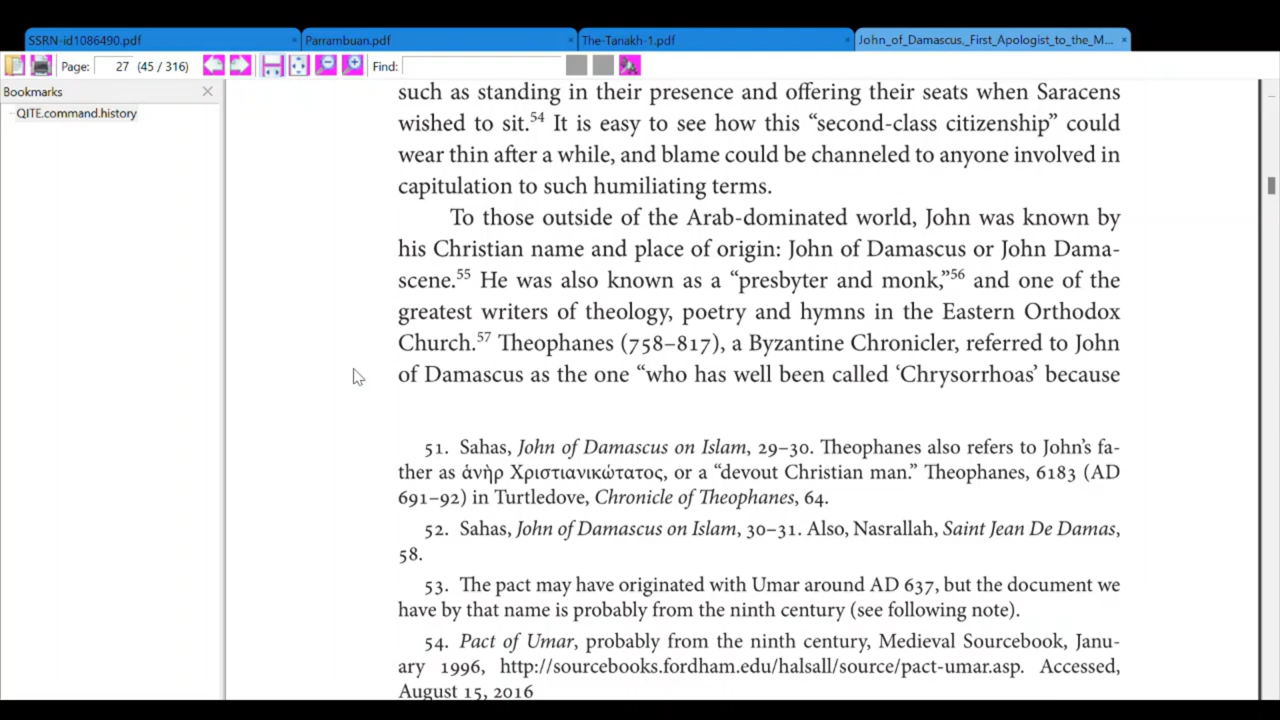 SSRN-id1086490.pdf × Parrambuan.pdf × The-Tanakh-1.pdf × John_of_Damascus,_First_Apologist_to_the_M... ×
Page: 27 (45 / 316) Find:
Bookmarks
QITE.command.history
such as standing in their presence and offering their seats when Saracens
wished to sit.54 It is easy to see how this “second-class citizenship” could
wear thin after a while, and blame could be channeled to anyone involved in
capitulation to such humiliating terms.
To those outside of the Arab-dominated world, John was known by
his Christian name and place of origin: John of Damascus or John Dama-
scene.55 He was also known as a “presbyter and monk,”56 and one of the
greatest writers of theology, poetry and hymns in the Eastern Orthodox
Church.57 Theophanes (758–817), a Byzantine Chronicler, referred to John
of Damascus as the one “who has well been called ‘Chrysorrhoas’ because
51. Sahas, John of Damascus on Islam, 29–30. Theophanes also refers to John’s fa-
ther as ἀνὴρ Χριστιανικώτατος, or a “devout Christian man.” Theophanes, 6183 (AD
691–92) in Turtledove, Chronicle of Theophanes, 64.
52. Sahas, John of Damascus on Islam, 30–31. Also, Nasrallah, Saint Jean De Damas,
58.
53. The pact may have originated with Umar around AD 637, but the document we
have by that name is probably from the ninth century (see following note).
54. Pact of Umar, probably from the ninth century, Medieval Sourcebook, Janu-
ary 1996, http://sourcebooks.fordham.edu/halsall/source/pact-umar.asp. Accessed,
August 15, 2016